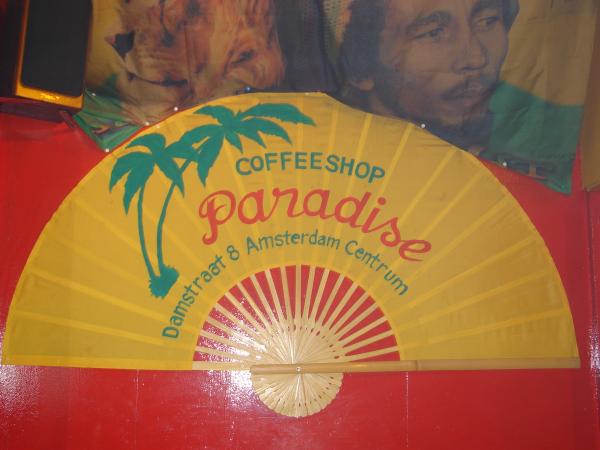 COFFEESHOP
Paradise
Damstraat 8 Amsterdam Centrum